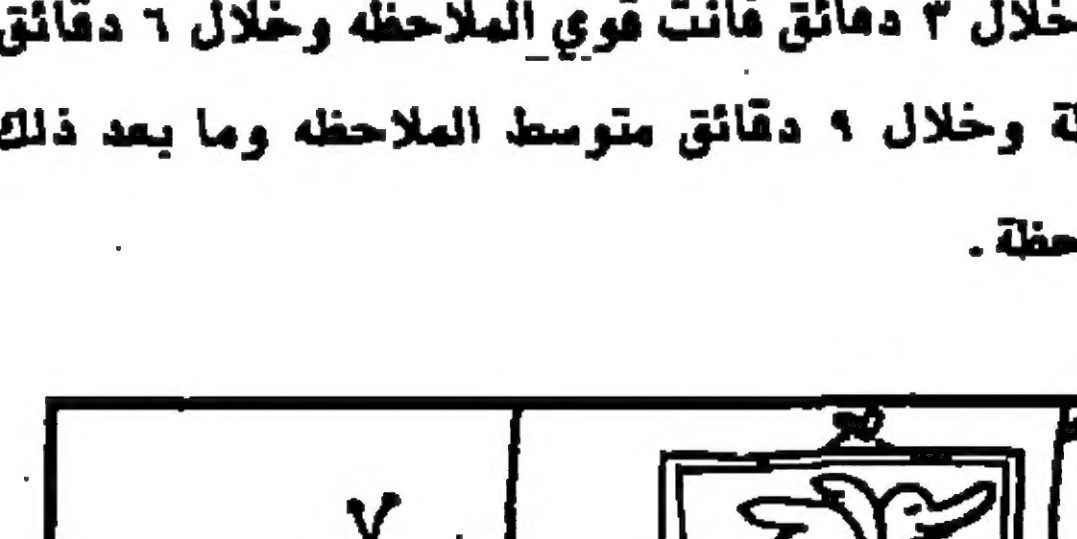 خلال ٣ دقائق فانت قوي الملاحظه وخلال ٦ دقائق
وخلال ٩ دقائق متوسط الملاحظه وما بعد ذلك
٧